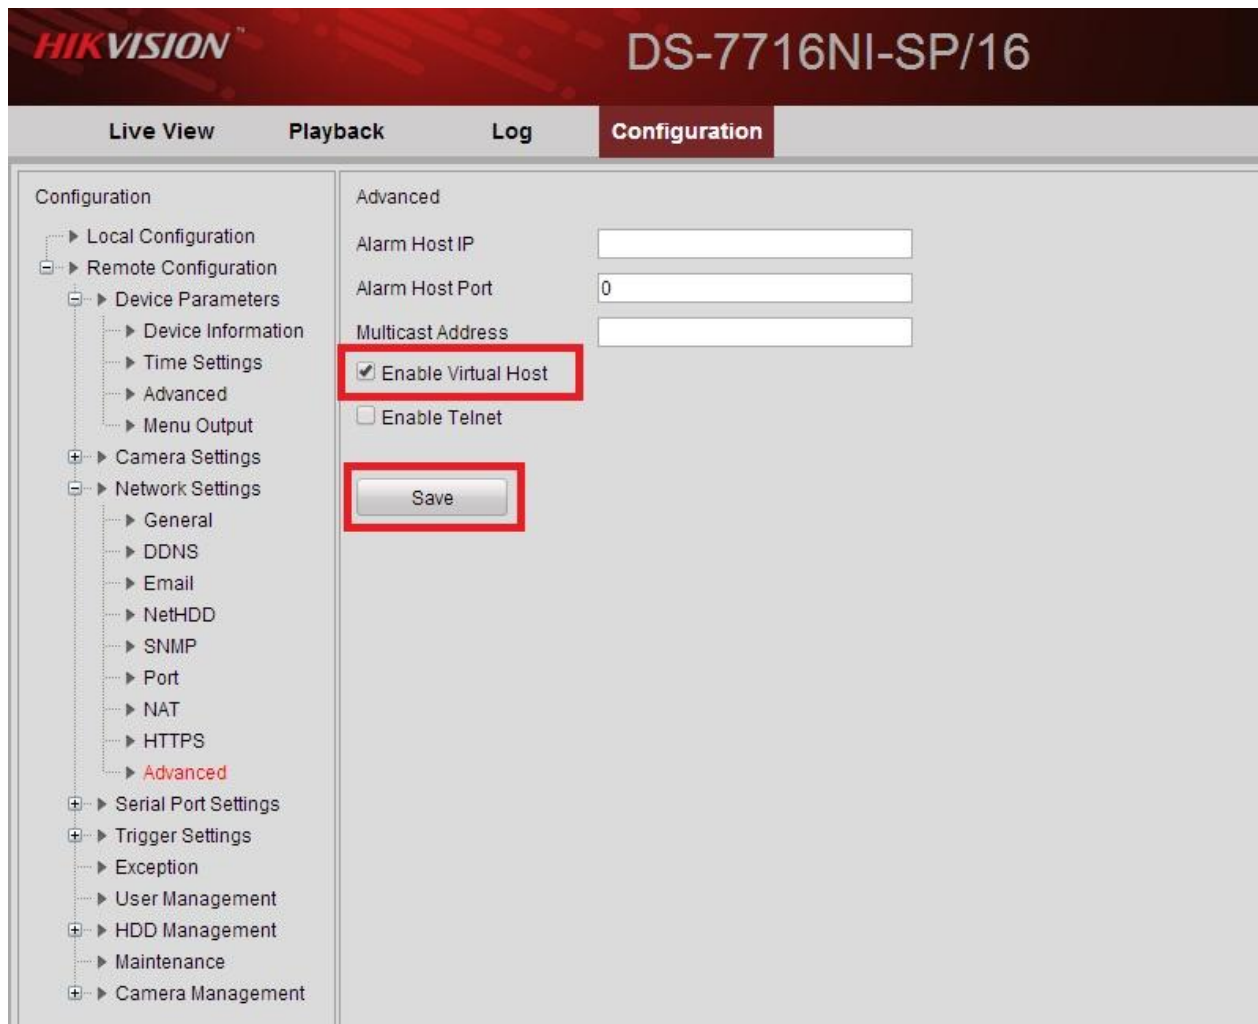 HIKVISION™
DS-7716NI-SP/16
Live View Playback Log Configuration
Configuration
Local Configuration
Remote Configuration
Device Parameters
Device Information
Time Settings
Advanced
Menu Output
Camera Settings
Network Settings
General
DDNS
Email
NetHDD
SNMP
Port
NAT
HTTPS
Advanced
Serial Port Settings
Trigger Settings
Exception
User Management
HDD Management
Maintenance
Camera Management
Advanced
Alarm Host IP
Alarm Host Port 0
Multicast Address
Enable Virtual Host
Enable Telnet
Save